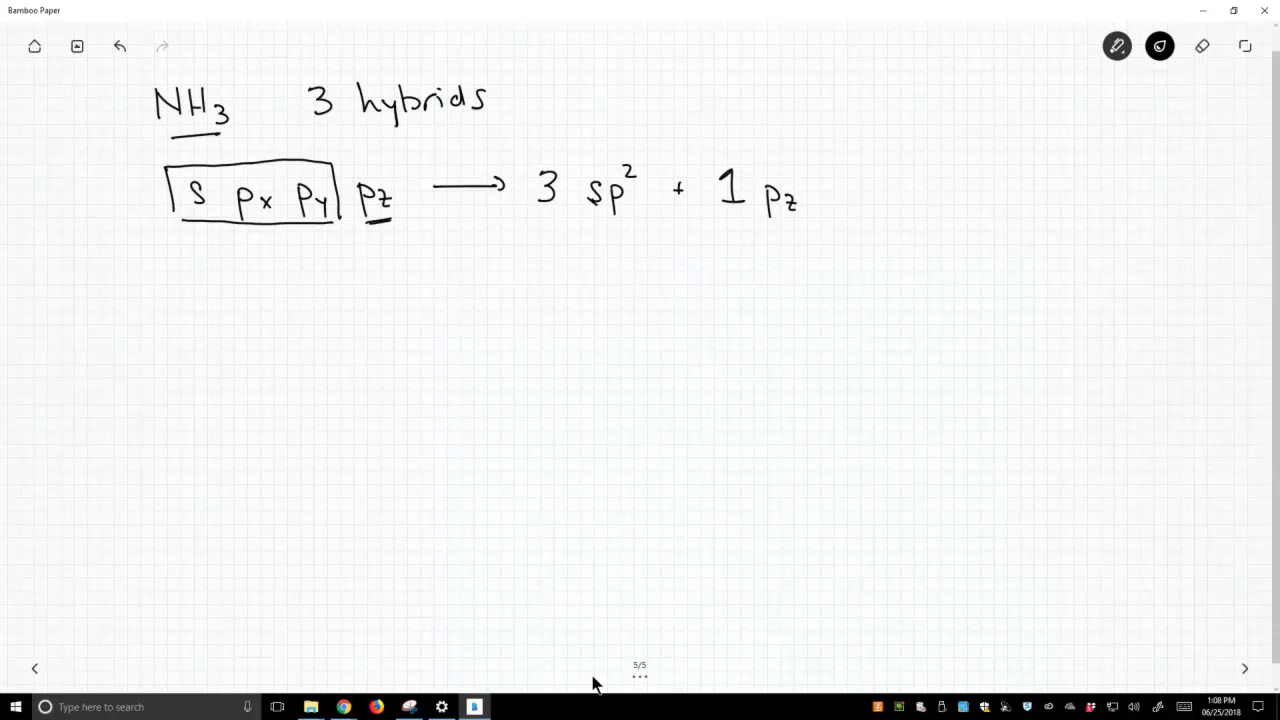 Bamboo Paper
NH₃ 3 hybrids
s px py pz ⟶ 3 sp² + 1 pz
5/5
Type here to search
1:08 PM
06/25/2018